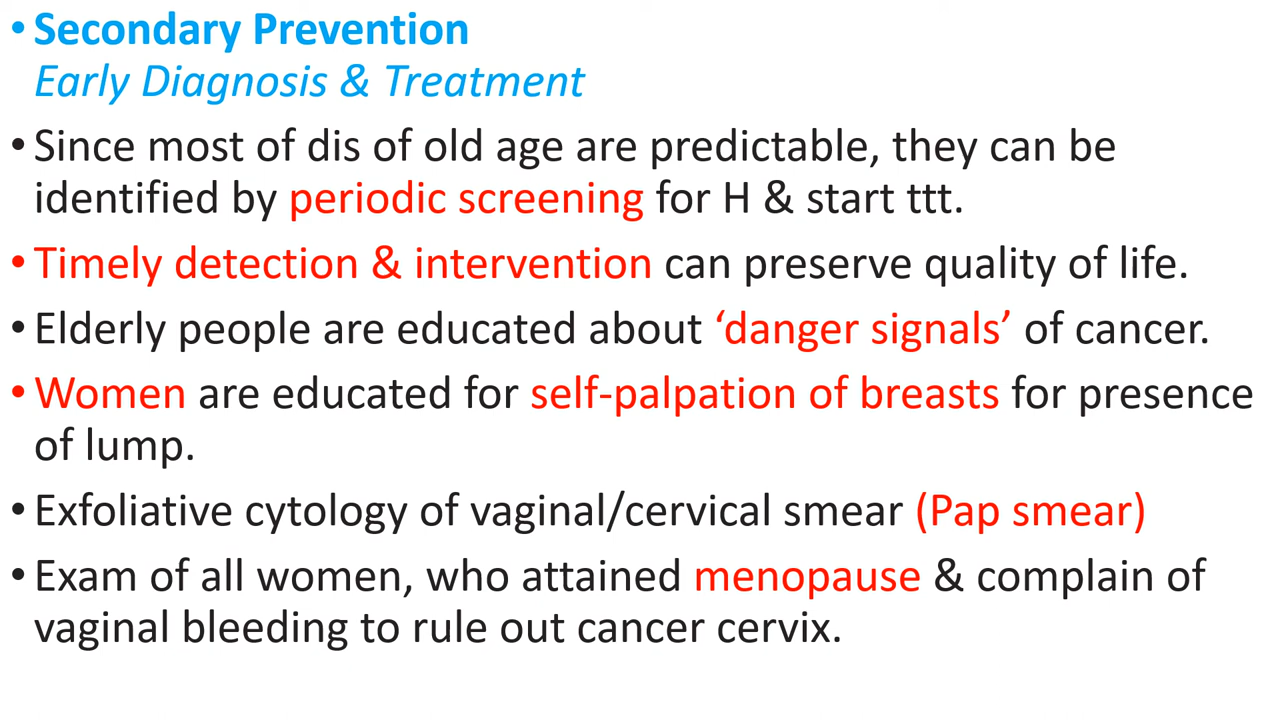 • Secondary Prevention
Early Diagnosis & Treatment
• Since most of dis of old age are predictable, they can be
identified by periodic screening for H & start ttt.
• Timely detection & intervention can preserve quality of life.
• Elderly people are educated about ‘danger signals’ of cancer.
• Women are educated for self-palpation of breasts for presence
of lump.
• Exfoliative cytology of vaginal/cervical smear (Pap smear)
• Exam of all women, who attained menopause & complain of
vaginal bleeding to rule out cancer cervix.